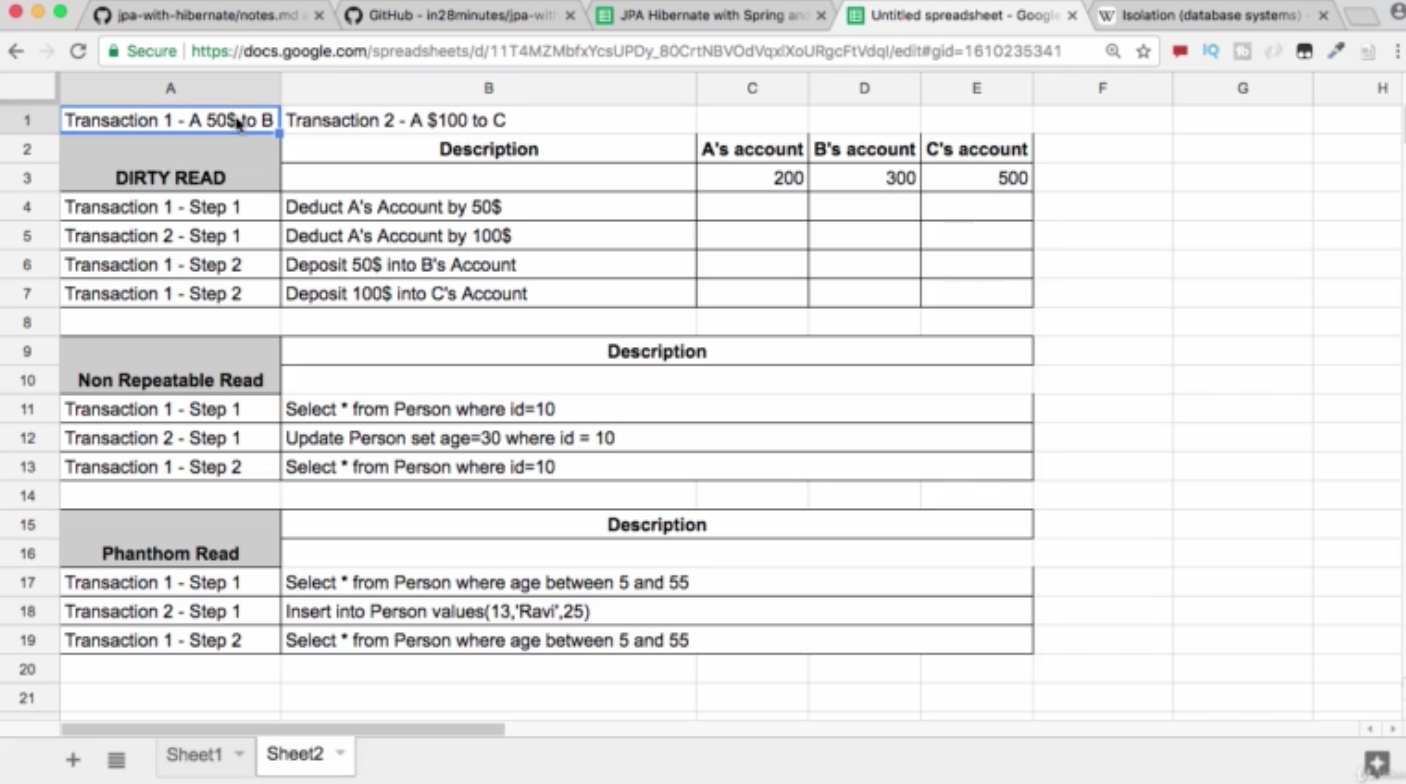 jpa-with-hibernate/notes.md
GitHub - in28minutes/jpa-with
JPA Hibernate with Spring and
Untitled spreadsheet - Google
W Isolation (database systems) -
Secure
https://docs.google.com/spreadsheets/d/11T4MZMbfxYcsUPDy_80CrtNBVOdVqxlXoURgcFtVdqI/edit#gid=1610235341
IQ
A B C D E F G H
1 Transaction 1 - A 50$ to B Transaction 2 - A $100 to C
2 Description A's account B's account C's account
3 DIRTY READ 200 300 500
4 Transaction 1 - Step 1 Deduct A's Account by 50$
5 Transaction 2 - Step 1 Deduct A's Account by 100$
6 Transaction 1 - Step 2 Deposit 50$ into B's Account
7 Transaction 1 - Step 2 Deposit 100$ into C's Account
8
9 Description
10 Non Repeatable Read
11 Transaction 1 - Step 1 Select * from Person where id=10
12 Transaction 2 - Step 1 Update Person set age=30 where id = 10
13 Transaction 1 - Step 2 Select * from Person where id=10
14
15 Description
16 Phanthom Read
17 Transaction 1 - Step 1 Select * from Person where age between 5 and 55
18 Transaction 2 - Step 1 Insert into Person values(13,'Ravi',25)
19 Transaction 1 - Step 2 Select * from Person where age between 5 and 55
20
21
Sheet1 Sheet2